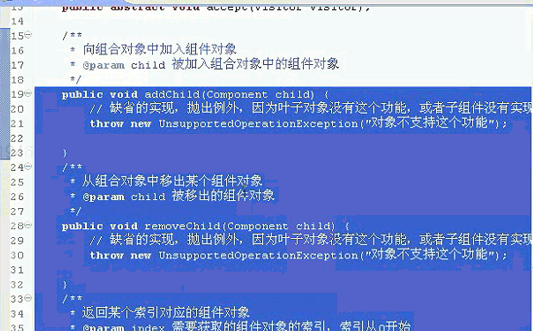 13 public abstract void accept(Visitor visitor);
14
15 /**
16 * 向组合对象中加入组件对象
17 * @param child 被加入组合对象中的组件对象
18 */
19 public void addChild(Component child) {
20 // 缺省的实现，抛出例外，因为叶子对象没有这个功能，或者子组件没有实现
21 throw new UnsupportedOperationException("对象不支持这个功能");
22
23 }
24 /**
25 * 从组合对象中移出某个组件对象
26 * @param child 被移出的组件对象
27 */
28 public void removeChild(Component child) {
29 // 缺省的实现，抛出例外，因为叶子对象没有这个功能，或者子组件没有实现
30 throw new UnsupportedOperationException("对象不支持这个功能");
31
32 }
33 /**
34 * 返回某个索引对应的组件对象
35 * @param index 需要获取的组件对象的索引，索引从0开始